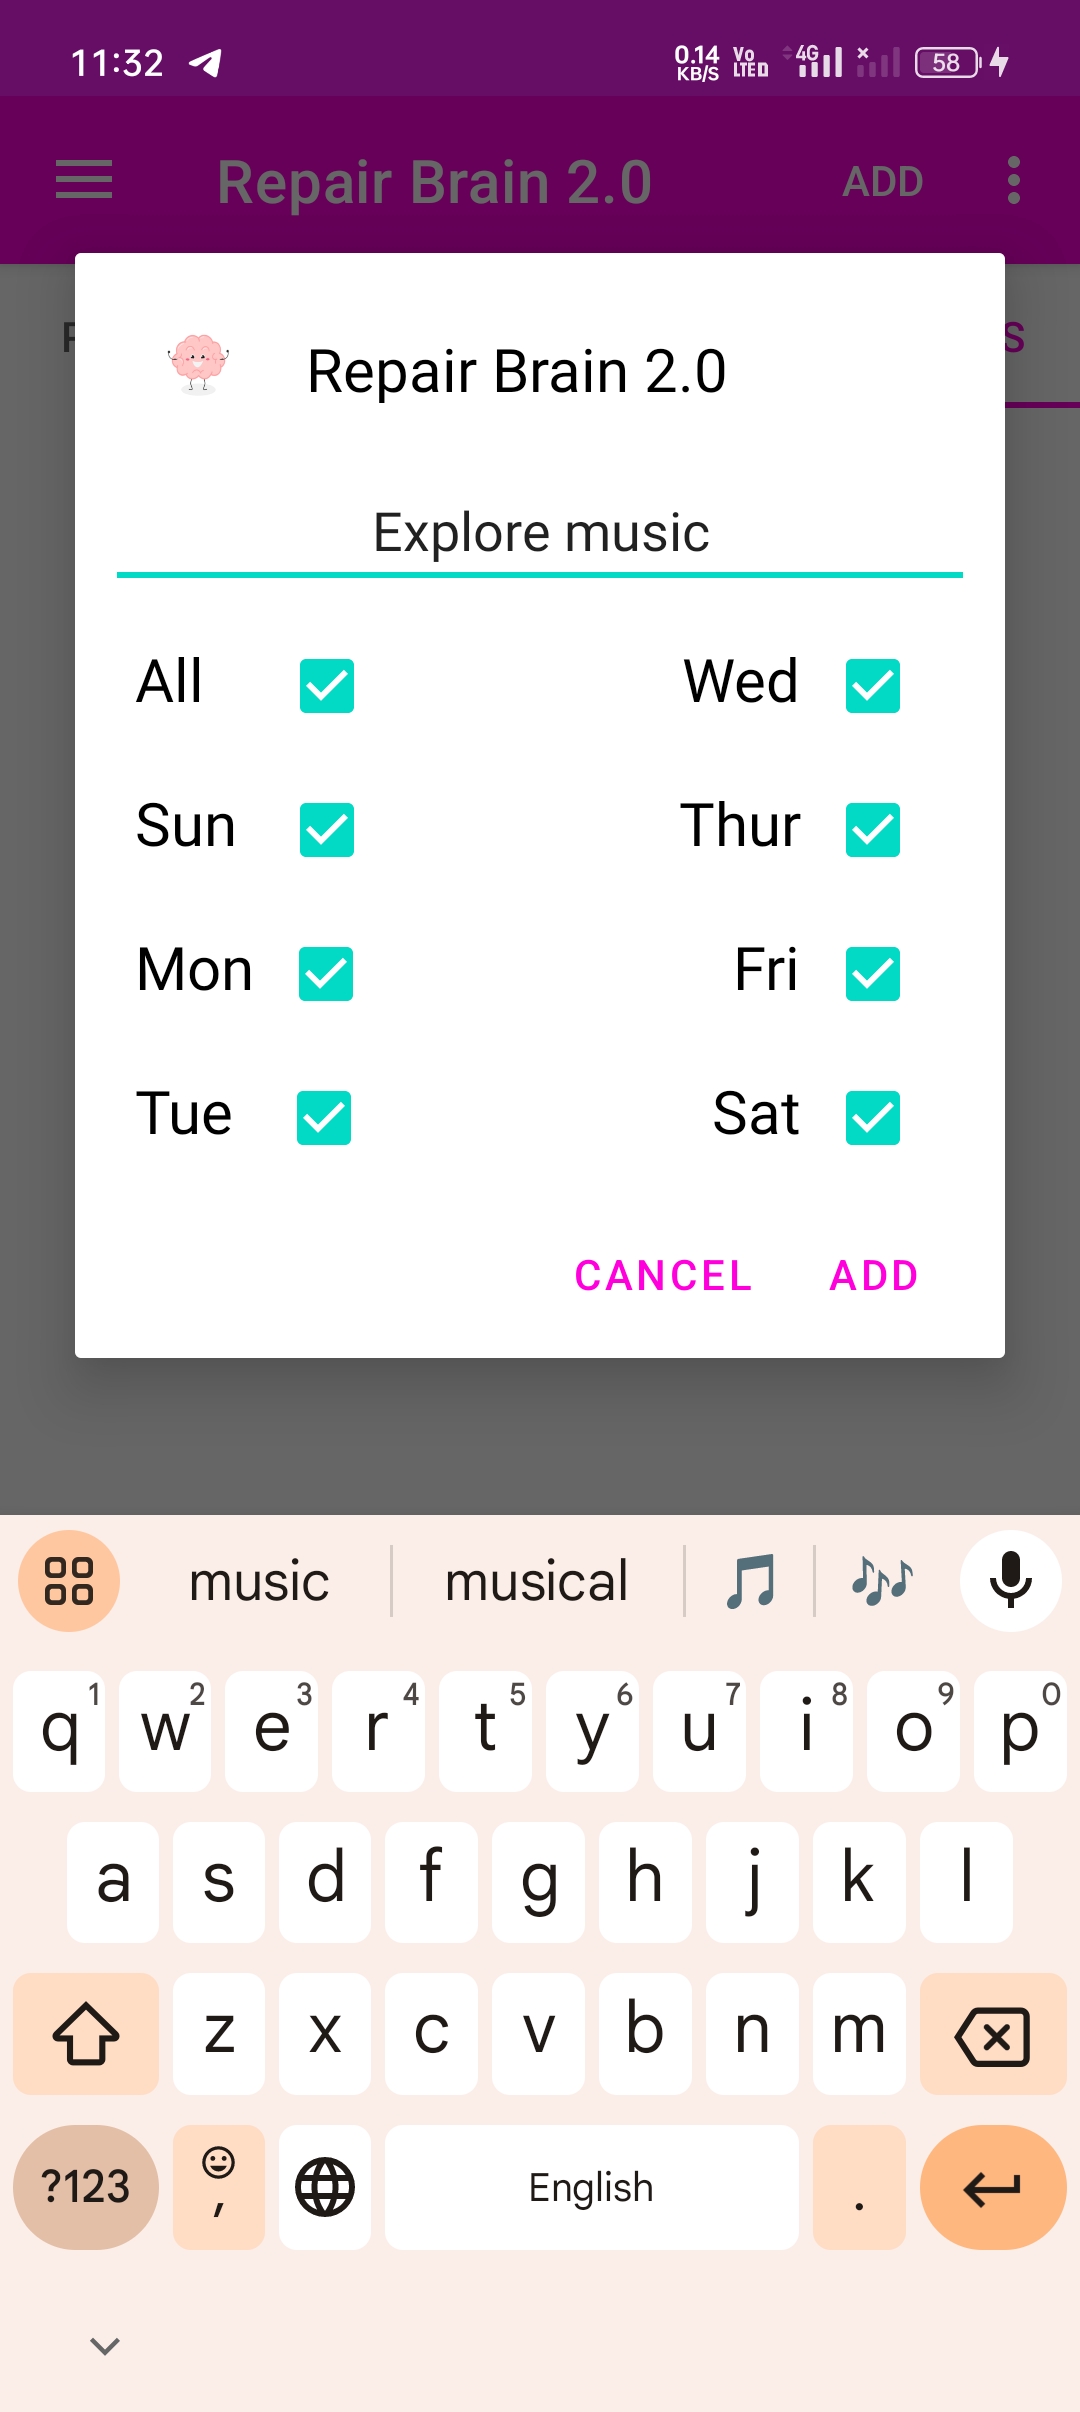 11:32 0.14 KB/S Vo LTED 4G 58
Repair Brain 2.0 ADD
S
Repair Brain 2.0
Explore music
All Wed
Sun Thur
Mon Fri
Tue Sat
CANCEL ADD
music musical
q 1 w 2 e 3 r 4 t 5 y 6 u 7 i 8 o 9 p 0
a s d f g h j k l
z x c v b n m
?123 , English .